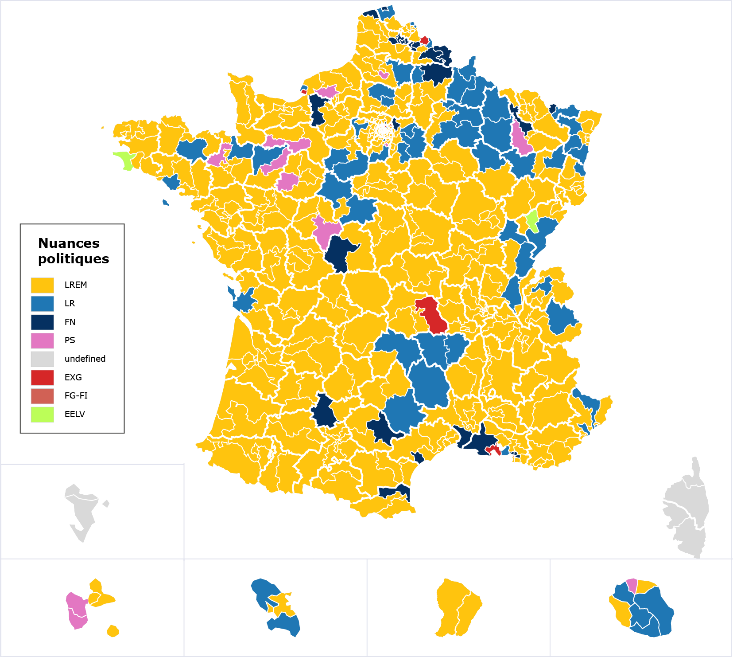 Nuances
politiques
LREM
LR
FN
PS
undefined
EXG
FG-FI
EELV